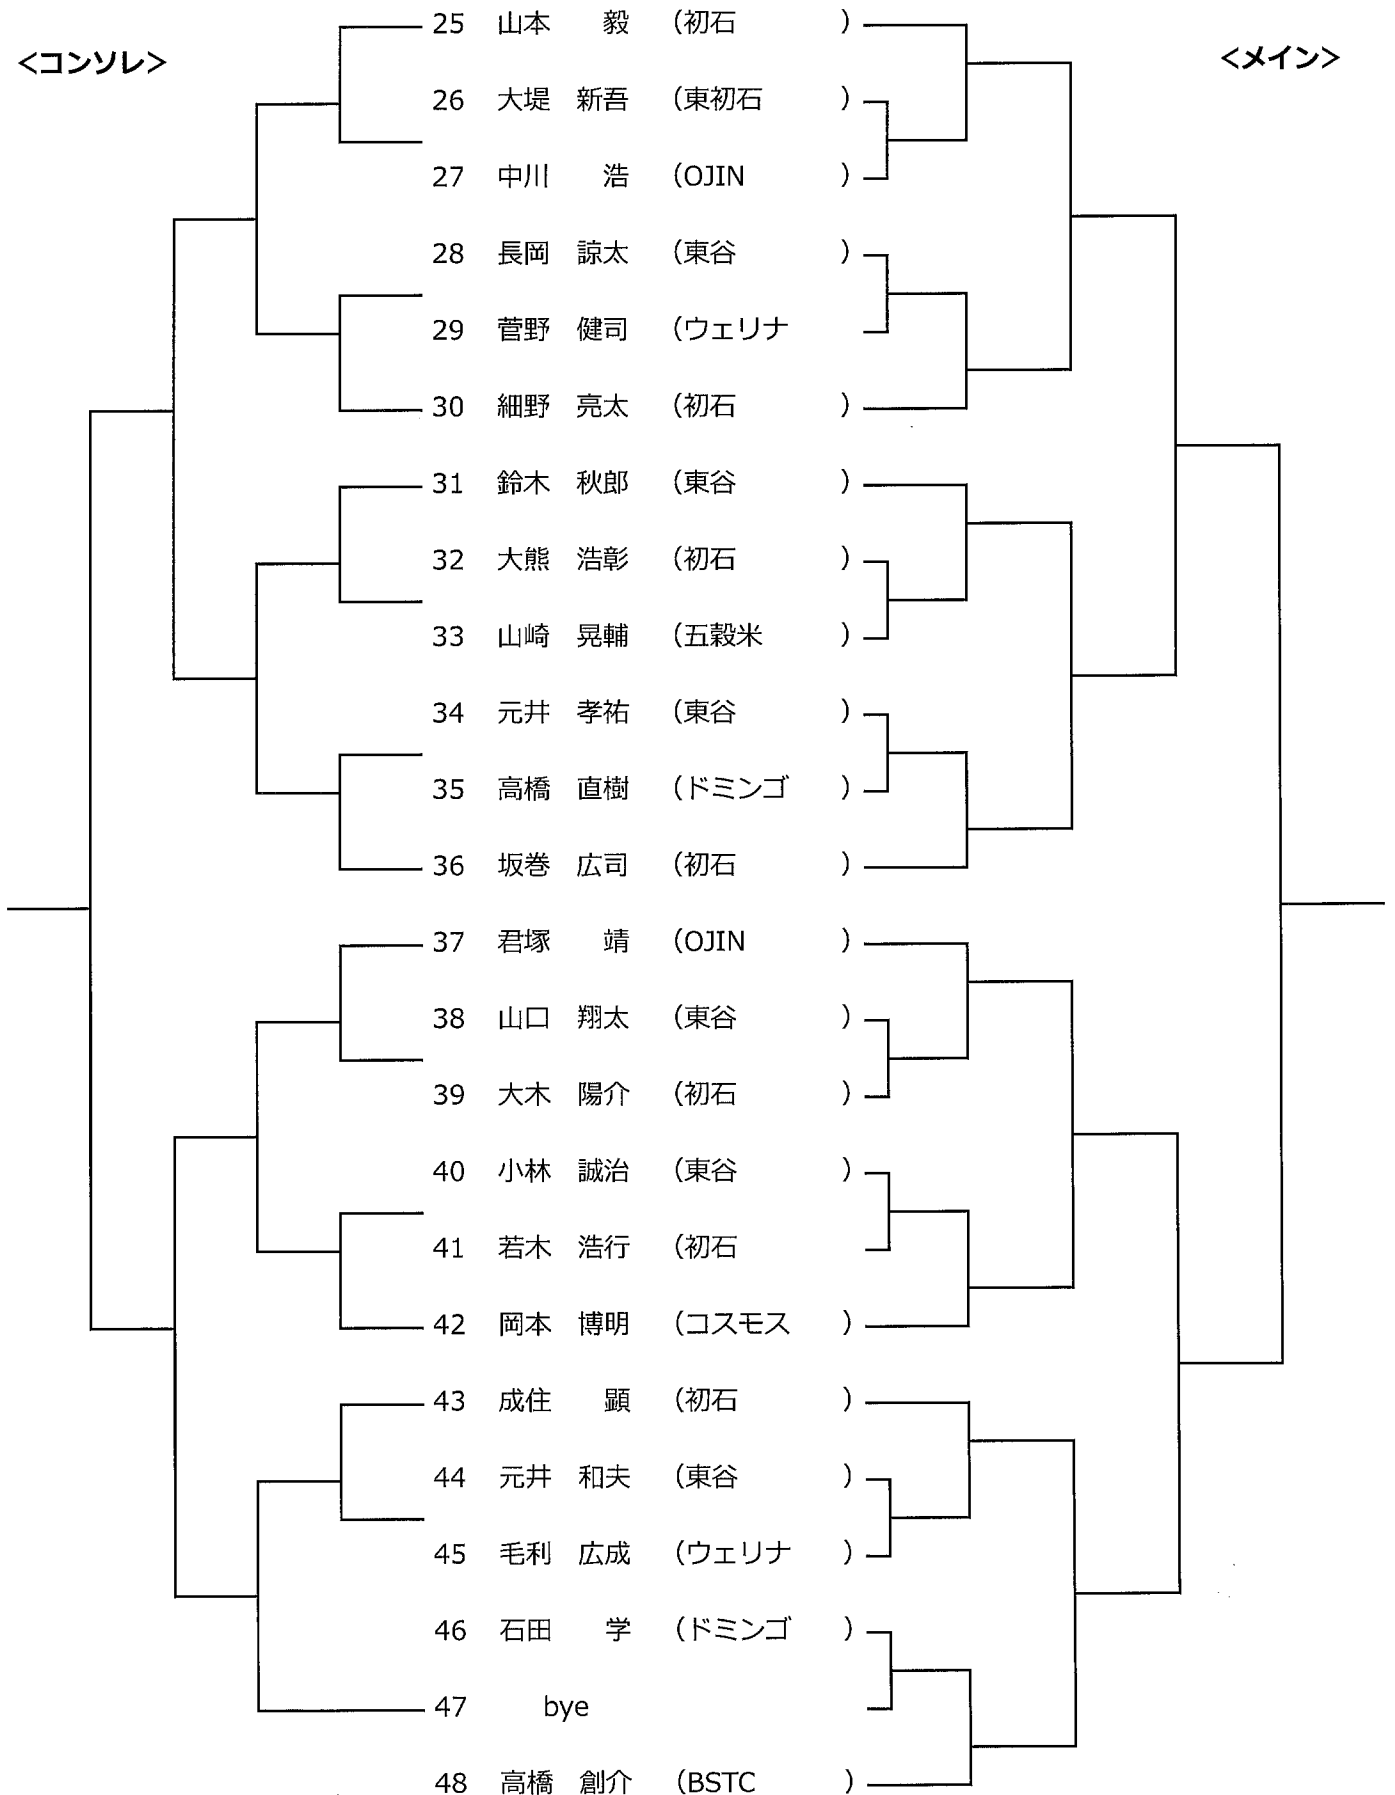 <コンソレ>
<メイン>
25 山本 毅 (初石 )
26 大堤 新吾 (東初石 )
27 中川 浩 (OJIN )
28 長岡 諒太 (東谷 )
29 菅野 健司 (ウェリナ
30 細野 亮太 (初石 )
31 鈴木 秋郎 (東谷 )
32 大熊 浩彰 (初石 )
33 山崎 晃輔 (五穀米 )
34 元井 孝祐 (東谷 )
35 高橋 直樹 (ドミンゴ )
36 坂巻 広司 (初石 )
37 君塚 靖 (OJIN )
38 山口 翔太 (東谷 )
39 大木 陽介 (初石 )
40 小林 誠治 (東谷 )
41 若木 浩行 (初石
42 岡本 博明 (コスモス )
43 成住 顕 (初石 )
44 元井 和夫 (東谷 )
45 毛利 広成 (ウェリナ )
46 石田 学 (ドミンゴ )
47 bye
48 高橋 創介 (BSTC )